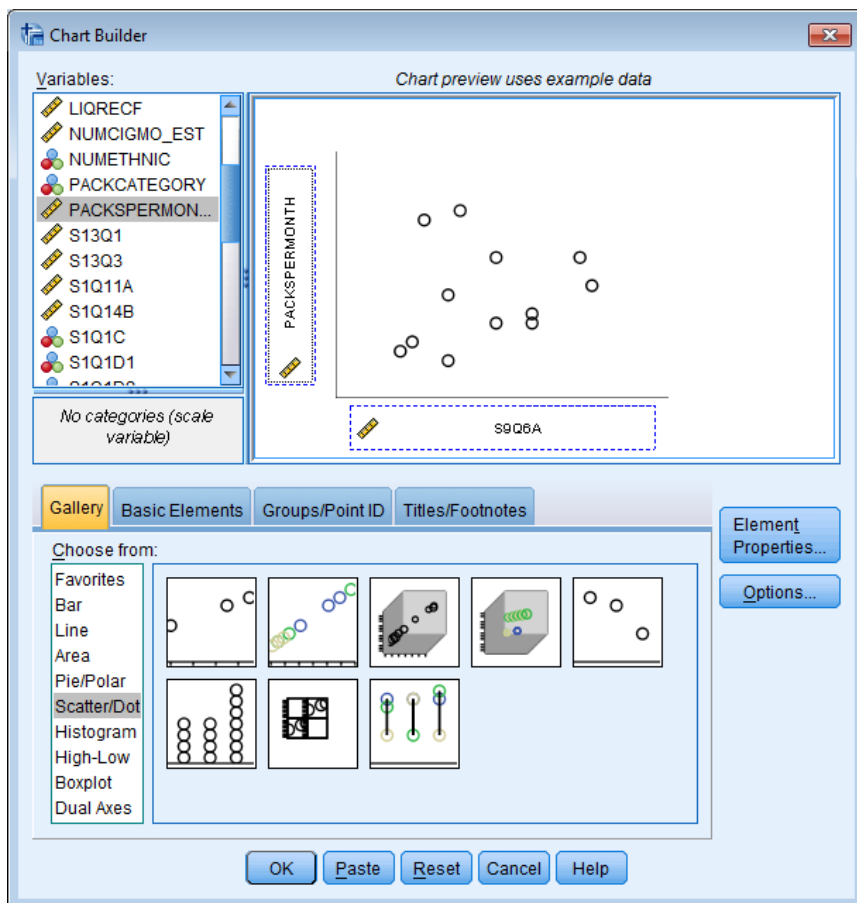 Chart Builder
Variables:
Chart preview uses example data
LIQRECF
NUMCIGMO_EST
NUMETHNIC
PACKCATEGORY
PACKSPERMON...
S13Q1
S13Q3
S1Q11A
S1Q14B
S1Q1C
S1Q1D1
No categories (scale
variable)
PACKSPERMONTH
S9Q6A
Gallery
Basic Elements
Groups/Point ID
Titles/Footnotes
Choose from:
Favorites
Bar
Line
Area
Pie/Polar
Scatter/Dot
Histogram
High-Low
Boxplot
Dual Axes
Element
Properties...
Options...
OK
Paste
Reset
Cancel
Help